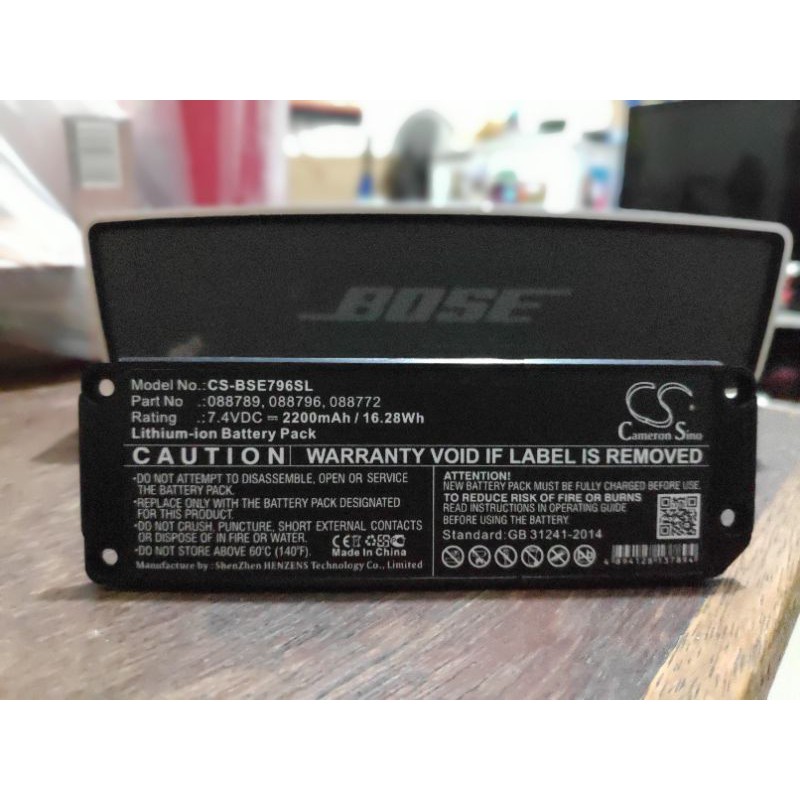 BOSE
Model No.:CS-BSE796SL
Part No .:088789, 088796, 088772
Rating .:7.4VDC ⎓ 2200mAh / 16.28Wh
Lithium-ion Battery Pack
CS
Cameron Sino
CAUTION WARRANTY VOID IF LABEL IS REMOVED
•DO NOT ATTEMPT TO DISASSEMBLE, OPEN OR SERVICE
THE BATTERY PACK.
•REPLACE ONLY WITH THE BATTERY PACK DESIGNATED
FOR THIS PRODUCT.
•DO NOT CRUSH, PUNCTURE, SHORT EXTERNAL CONTACTS
OR DISPOSE OF IN FIRE OR WATER.
•DO NOT STORE ABOVE 60°C (140°F).
CE
Made In China
Manufacture by : ShenZhen HENZENS Technology Co., Limited
ATTENTION!
NEW BATTERY PACK MUST BE CHARGED BEFORE USE.
TO REDUCE RISK OF FIRE OR BURNS
READ INSTRUCTIONS IN OPERATING GUIDE
BEFORE USING THE BATTERY.
Standard:GB 31241-2014
4 894128 137894